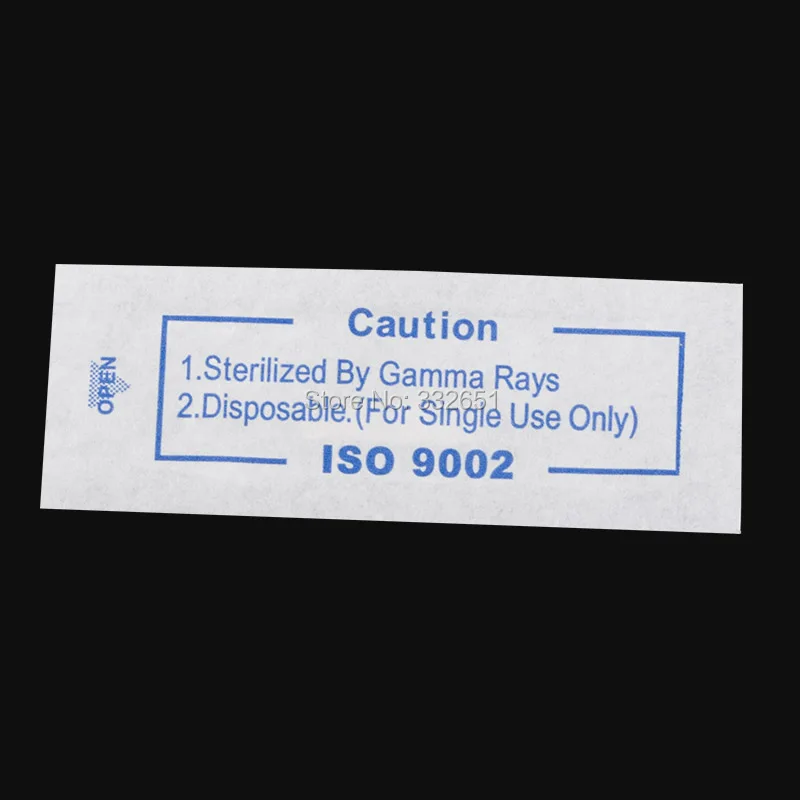 OPEN
Caution
1.Sterilized By Gamma Rays
2.Disposable.(For Single Use Only)
Store No: 332651
ISO 9002